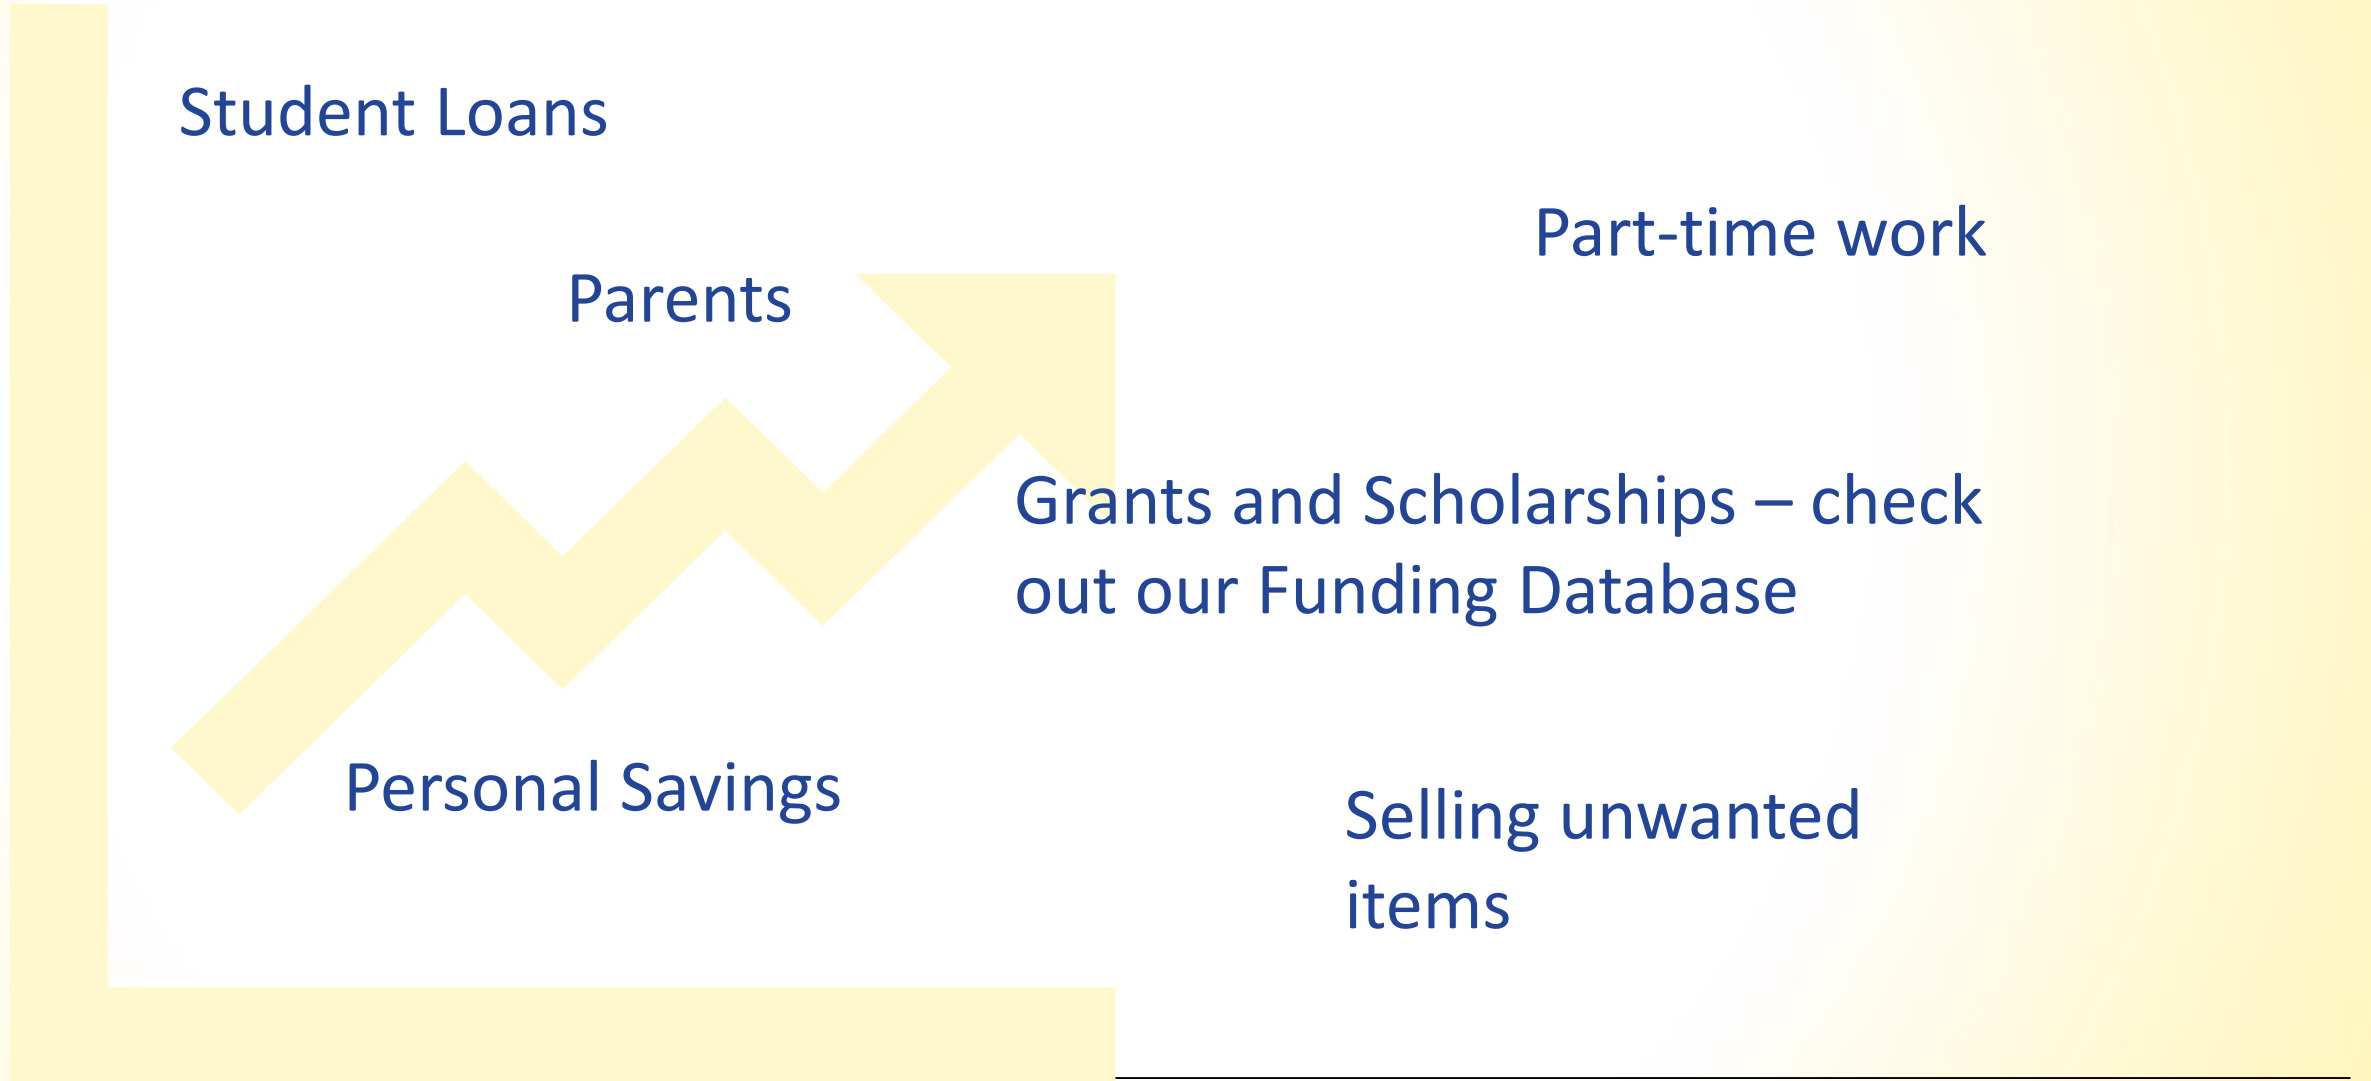 Student Loans
Part-time work
Parents
Grants and Scholarships – check
out our Funding Database
Personal Savings
Selling unwanted
items